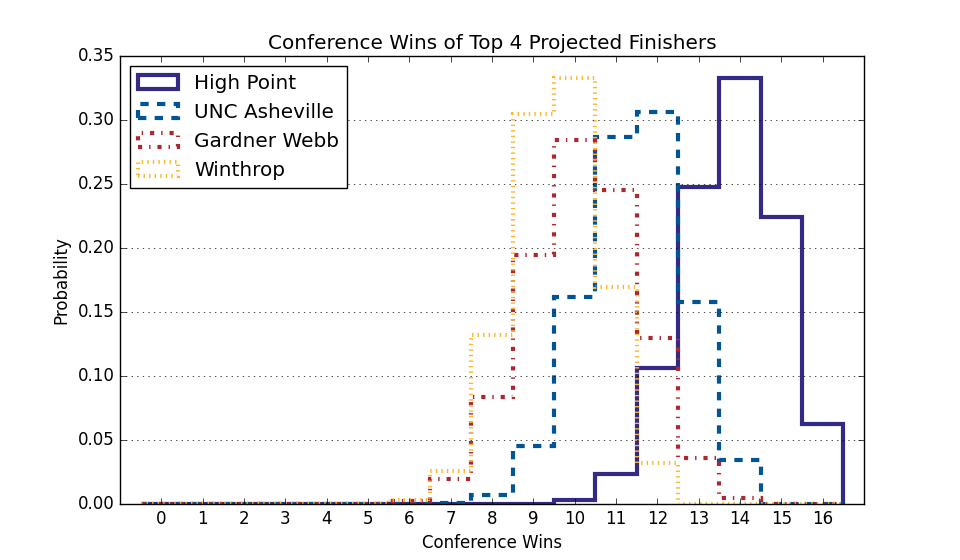 Conference Wins of Top 4 Projected Finishers
High Point
UNC Asheville
Gardner Webb
Winthrop
0.35
0.30
0.25
0.20
0.15
0.10
0.05
0.00
Probability
0 1 2 3 4 5 6 7 8 9 10 11 12 13 14 15 16
Conference Wins